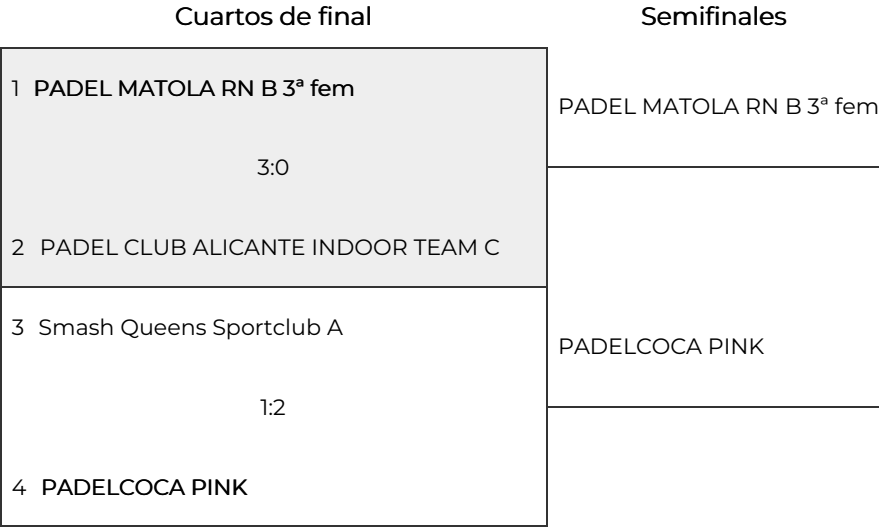 Cuartos de final
Semifinales
1 PADEL MATOLA RN B 3ª fem
PADEL MATOLA RN B 3ª fem
3:0
2 PADEL CLUB ALICANTE INDOOR TEAM C
3 Smash Queens Sportclub A
PADELCOCA PINK
1:2
4 PADELCOCA PINK